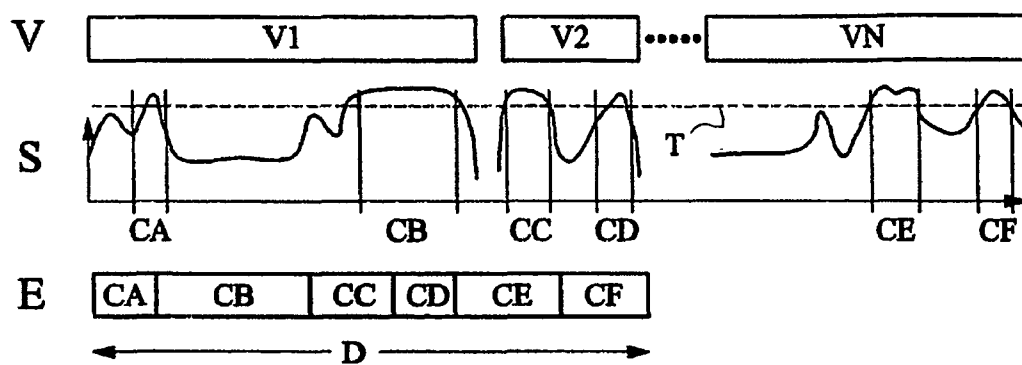 V V1 V2 VN
S T
CA CB CC CD CE CF
E CA CB CC CD CE CF
D